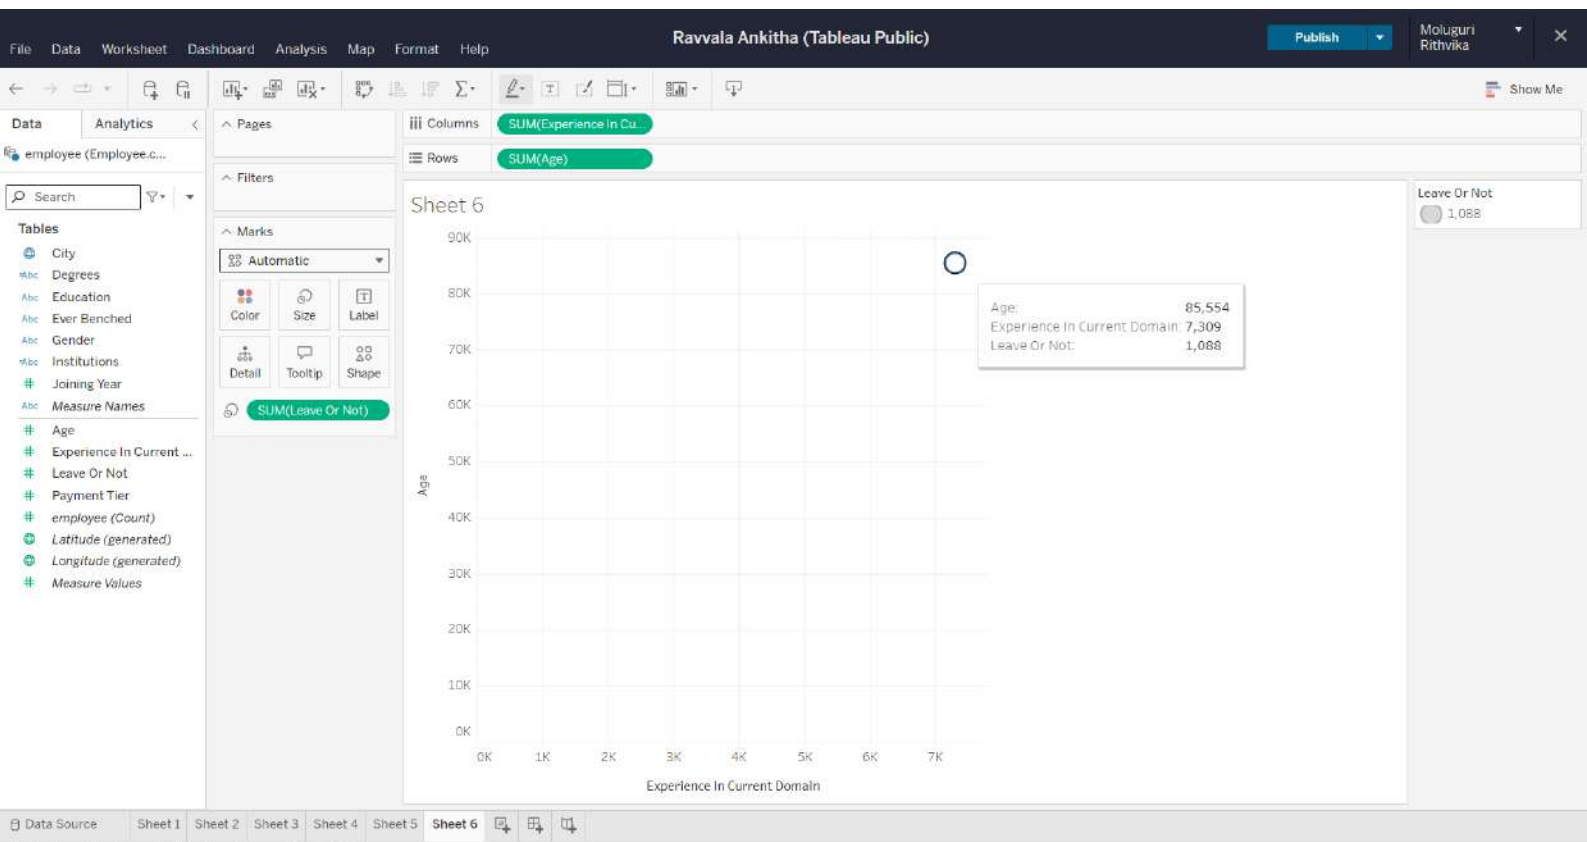 File Data Worksheet Dashboard Analysis Map Format Help
Ravvala Ankitha (Tableau Public)
Publish
Moluguri
Rithvika
Show Me
Data Analytics
employee (Employee.c...
Search
Tables
City
Abc Degrees
Abc Education
Abc Ever Benched
Abc Gender
Abc Institutions
# Joining Year
Abc Measure Names
# Age
# Experience In Current ...
# Leave Or Not
# Payment Tier
# employee (Count)
Latitude (generated)
Longitude (generated)
# Measure Values
Pages
Filters
Marks
Automatic
Color Size Label
Detail Tooltip Shape
SUM(Leave Or Not)
Columns SUM(Experience In Cu...
Rows SUM(Age)
Sheet 6
90K
80K
70K
60K
50K
40K
30K
20K
10K
0K
Age
0K 1K 2K 3K 4K 5K 6K 7K
Experience In Current Domain
Age: 85,554
Experience In Current Domain: 7,309
Leave Or Not: 1,088
Leave Or Not
1,088
Data Source Sheet 1 Sheet 2 Sheet 3 Sheet 4 Sheet 5 Sheet 6